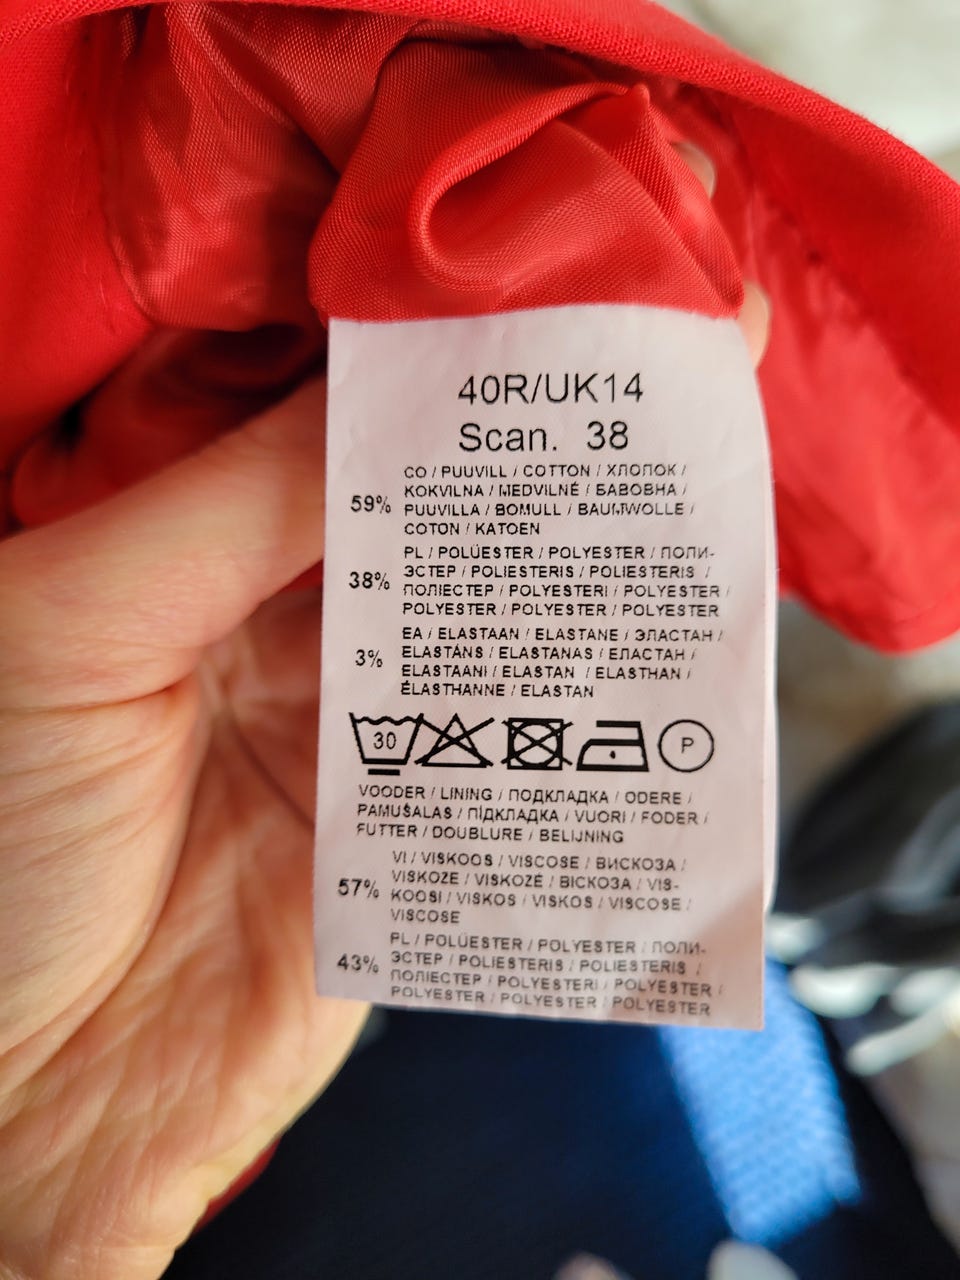 40R/UK14
Scan. 38
CO / PUUVILL / COTTON / ХЛОПОК /
59% KOKVILNA / MEDVILNĖ / БАВОВНА /
PUUVILLA / BOMULL / BAUMWOLLE /
COTON / KATOEN
PL / POLÜESTER / POLYESTER / ПОЛИ-
38% ЭСТЕР / POLIESTERIS / POLIESTERIS /
ПОЛІЕСТЕР / POLYESTERI / POLYESTER /
POLYESTER / POLYESTER / POLYESTER
EA / ELASTAAN / ELASTANE / ЭЛАСТАН /
3% ELASTĀNS / ELASTANAS / ЕЛАСТАН /
ELASTAANI / ELASTAN / ELASTHAN /
ÉLASTHANNE / ELASTAN
30 P
VOODER / LINING / ПОДКЛАДКА / ODERE /
PAMUŠALAS / ПІДКЛАДКА / VUORI / FODER /
FUTTER / DOUBLURE / BELIJNING
VI / VISKOOS / VISCOSE / ВИСКОЗА /
57% VISKOZE / VISKOZĖ / ВІСКОЗА / VIS-
KOOSI / VISKOS / VISKOS / VISCOSE /
VISCOSE
PL / POLÜESTER / POLYESTER / ПОЛИ-
43% ЭСТЕР / POLIESTERIS / POLIESTERIS /
ПОЛІЕСТЕР / POLYESTERI / POLYESTER /
POLYESTER / POLYESTER / POLYESTER